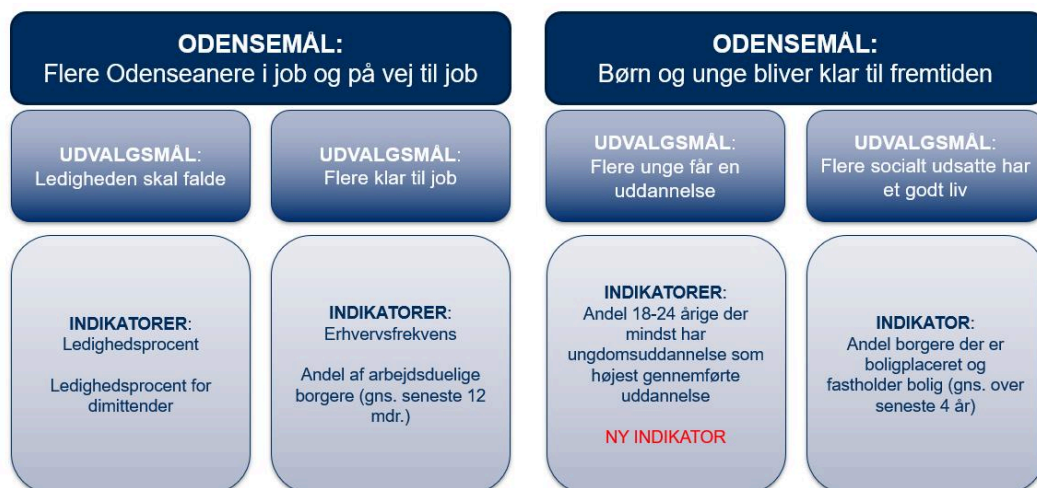 ODENSEMÅL:
Flere Odenseanere i job og på vej til job
UDVALGSMÅL:
Ledigheden skal falde
UDVALGSMÅL:
Flere klar til job
INDIKATORER:
Ledighedsprocent
Ledighedsprocent for
dimittender
INDIKATORER:
Erhvervsfrekvens
Andel af arbejdsduelige
borgere (gns. seneste 12
mdr.)
ODENSEMÅL:
Børn og unge bliver klar til fremtiden
UDVALGSMÅL:
Flere unge får en
uddannelse
UDVALGSMÅL:
Flere socialt udsatte har
et godt liv
INDIKATORER:
Andel 18-24 årige der
mindst har
ungdomsuddannelse som
højest gennemførte
uddannelse
NY INDIKATOR
INDIKATOR:
Andel borgere der er
boligplaceret og
fastholder bolig (gns. over
seneste 4 år)